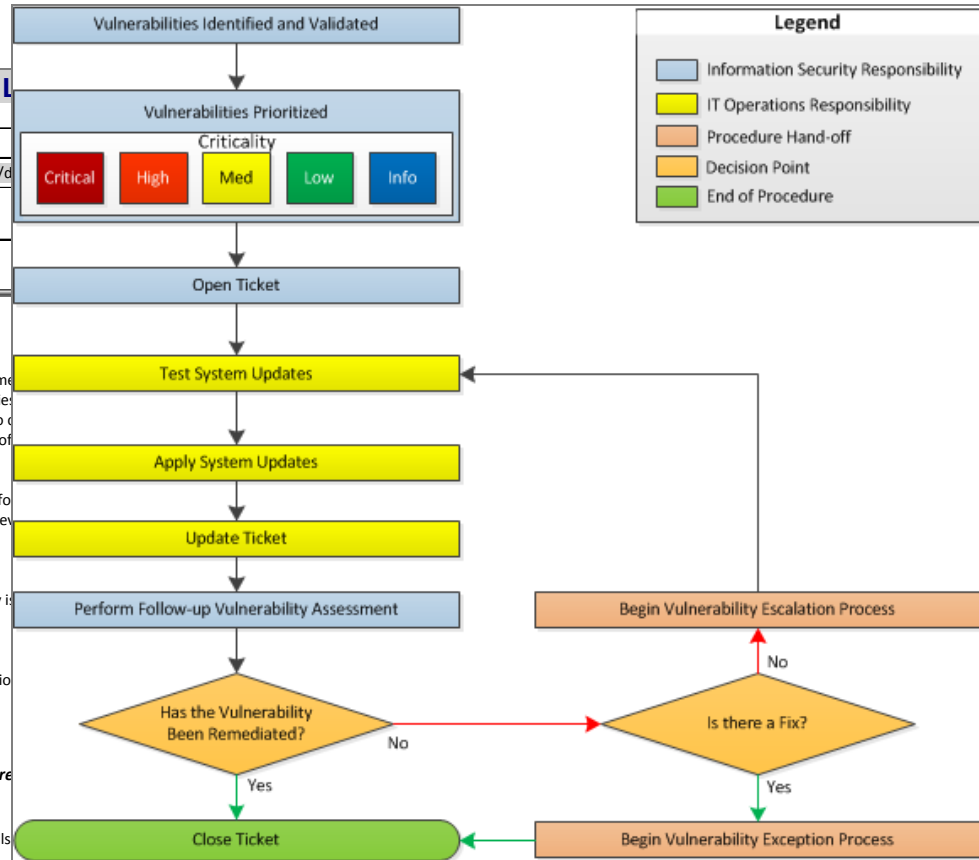 Vulnerabilities Identified and Validated
Legend
Information Security Responsibility
IT Operations Responsibility
Procedure Hand-off
Decision Point
End of Procedure
Vulnerabilities Prioritized
Criticality
Critical
High
Med
Low
Info
Open Ticket
Test System Updates
Apply System Updates
Update Ticket
Perform Follow-up Vulnerability Assessment
Begin Vulnerability Escalation Process
No
Has the Vulnerability
Been Remediated?
No
Is there a Fix?
Yes
Yes
Close Ticket
Begin Vulnerability Exception Process